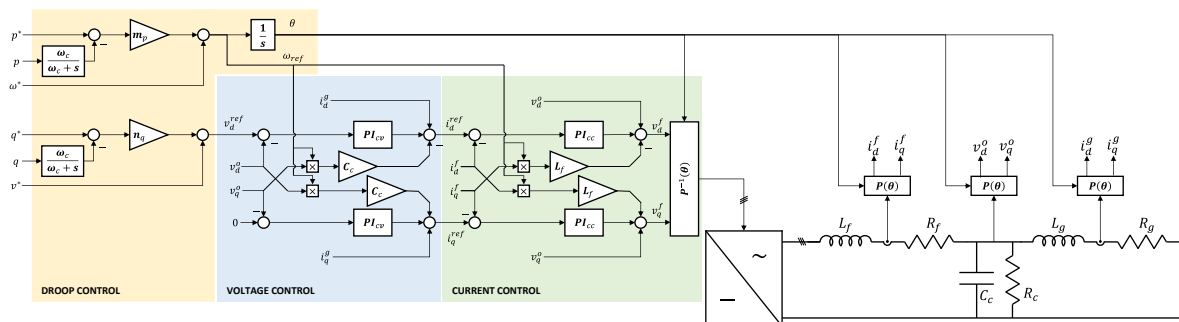 p* − m_p 1/s θ
p ω_c/(ω_c + s)
ω_ref
ω*
i_d^g v_d^o
q* − n_q v_d^ref − PI_cv i_d^ref − PI_cc v_d^f
q ω_c/(ω_c + s) − −
v_d^o × C_c i_d^f × L_f
v* v_q^o × C_c i_q^f × L_f P⁻¹(θ)
0 − PI_cv − PI_cc v_q^f
i_q^ref
i_q^g v_q^o
DROOP CONTROL VOLTAGE CONTROL CURRENT CONTROL
i_d^f i_q^f v_d^o v_q^o i_d^g i_q^g
P(θ) P(θ) P(θ)
L_f R_f L_g R_g
~
−
C_c R_c